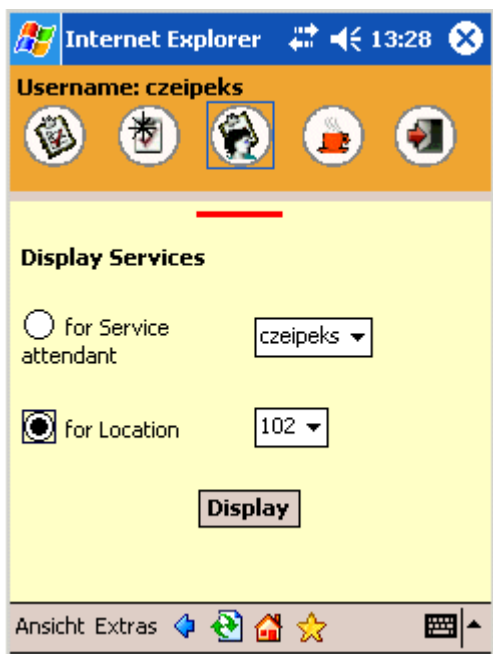 Internet Explorer 13:28
Username: czeipeks
Display Services
for Service attendant
czeipeks
for Location
102
Display
Ansicht Extras